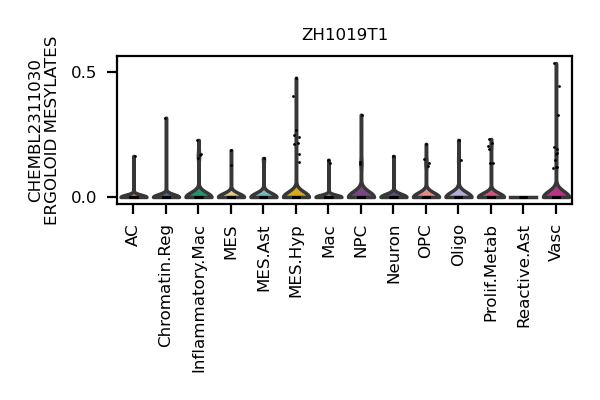 ZH1019T1
CHEMBL2311030
ERGOLOID MESYLATES
0.5
0.0
AC
Chromatin.Reg
Inflammatory.Mac
MES
MES.Ast
MES.Hyp
Mac
NPC
Neuron
OPC
Oligo
Prolif.Metab
Reactive.Ast
Vasc